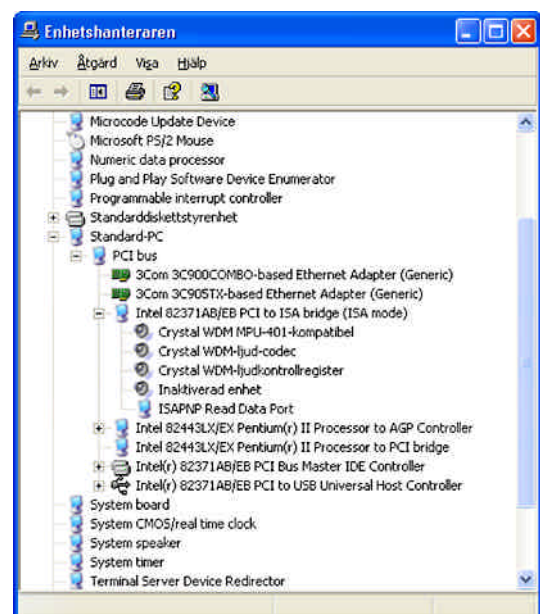 Enhetshanteraren
Arkiv Åtgärd Visa Hjälp
Microcode Update Device
Microsoft PS/2 Mouse
Numeric data processor
Plug and Play Software Device Enumerator
Programmable interrupt controller
Standarddiskettstyrenhet
Standard-PC
PCI bus
3Com 3C900COMBO-based Ethernet Adapter (Generic)
3Com 3C905TX-based Ethernet Adapter (Generic)
Intel 82371AB/EB PCI to ISA bridge (ISA mode)
Crystal WDM MPU-401-kompatibel
Crystal WDM-ljud-codec
Crystal WDM-ljudkontrollregister
Inaktiverad enhet
ISAPNP Read Data Port
Intel 82443LX/EX Pentium(r) II Processor to AGP Controller
Intel 82443LX/EX Pentium(r) II Processor to PCI bridge
Intel(r) 82371AB/EB PCI Bus Master IDE Controller
Intel(r) 82371AB/EB PCI to USB Universal Host Controller
System board
System CMOS/real time clock
System speaker
System timer
Terminal Server Device Redirector